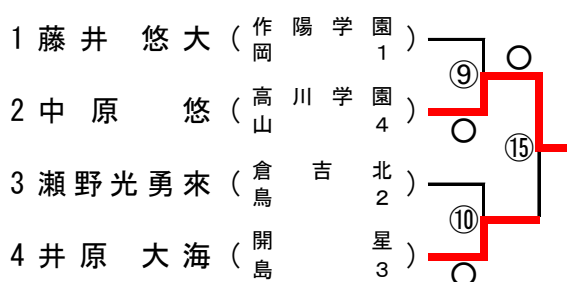 1 藤井 悠大 (作陽学園 岡1)
⑨
2 中原 悠 (高川学園 山4)
⑮
3 瀬野光勇來 (倉吉北 鳥2)
⑩
4 井原 大海 (開星 島3)